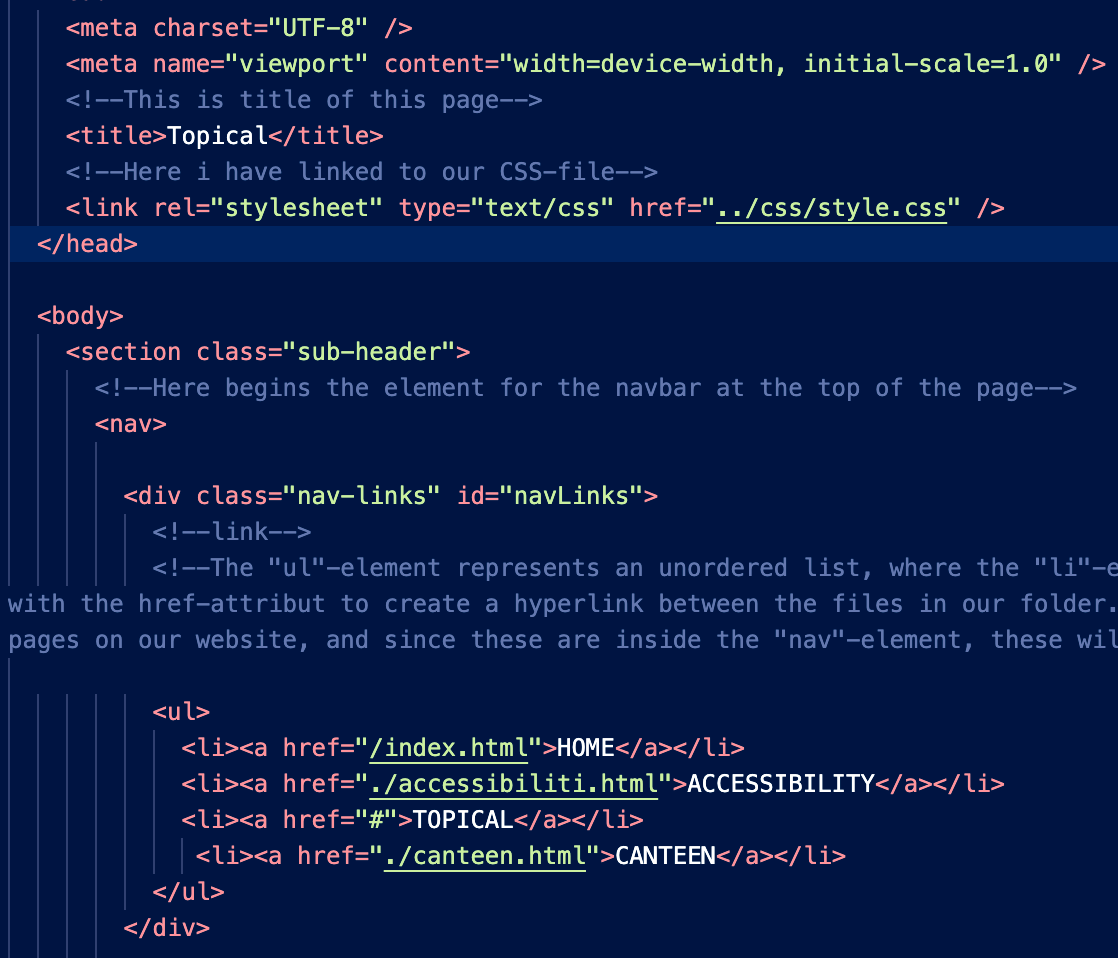 <meta charset="UTF-8" />
<meta name="viewport" content="width=device-width, initial-scale=1.0" />
<!--This is title of this page-->
<title>Topical</title>
<!--Here i have linked to our CSS-file-->
<link rel="stylesheet" type="text/css" href="../css/style.css" />
</head>
<body>
<section class="sub-header">
<!--Here begins the element for the navbar at the top of the page-->
<nav>
<div class="nav-links" id="navLinks">
<!--link-->
<!--The "ul"-element represents an unordered list, where the "li"-e
with the href-attribut to create a hyperlink between the files in our folder.
pages on our website, and since these are inside the "nav"-element, these wil
<ul>
<li><a href="/index.html">HOME</a></li>
<li><a href="./accessibiliti.html">ACCESSIBILITY</a></li>
<li><a href="#">TOPICAL</a></li>
<li><a href="./canteen.html">CANTEEN</a></li>
</ul>
</div>